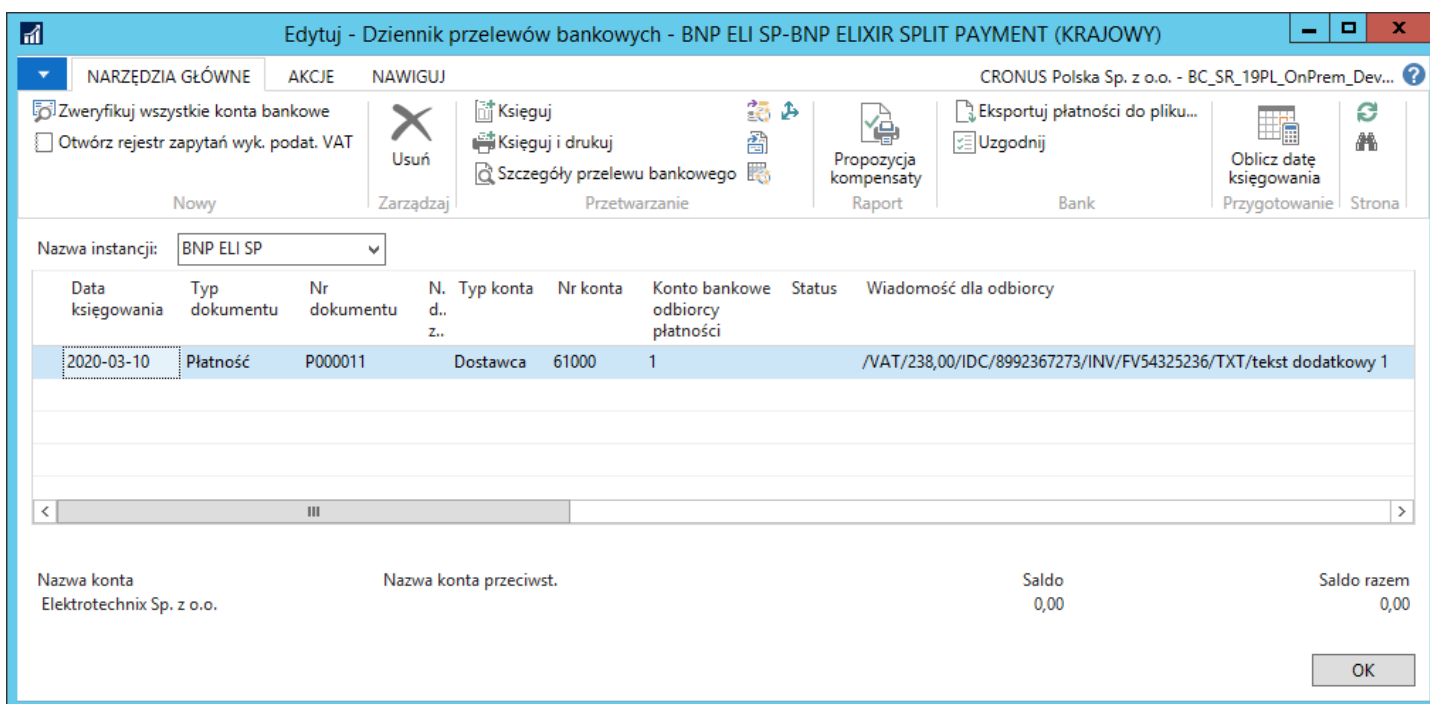 Edytuj - Dziennik przelewów bankowych - BNP ELI SP-BNP ELIXIR SPLIT PAYMENT (KRAJOWY)
NARZĘDZIA GŁÓWNE AKCJE NAWIGUJ CRONUS Polska Sp. z o.o. - BC_SR_19PL_OnPrem_Dev...
Zweryfikuj wszystkie konta bankowe
Otwórz rejestr zapytań wyk. podat. VAT
Nowy
Usuń
Zarządzaj
Księguj
Księguj i drukuj
Szczegóły przelewu bankowego
Przetwarzanie
Propozycja
kompensaty
Raport
Eksportuj płatności do pliku...
Uzgodnij
Bank
Oblicz datę
księgowania
Przygotowanie
Strona
Nazwa instancji: BNP ELI SP
Data księgowania
Typ dokumentu
Nr dokumentu
N. d.. z..
Typ konta
Nr konta
Konto bankowe odbiorcy płatności
Status
Wiadomość dla odbiorcy
2020-03-10 Płatność P000011 Dostawca 61000 1 /VAT/238,00/IDC/8992367273/INV/FV54325236/TXT/tekst dodatkowy 1
Nazwa konta Nazwa konta przeciwst. Saldo Saldo razem
Elektrotechnix Sp. z o.o. 0,00 0,00
OK